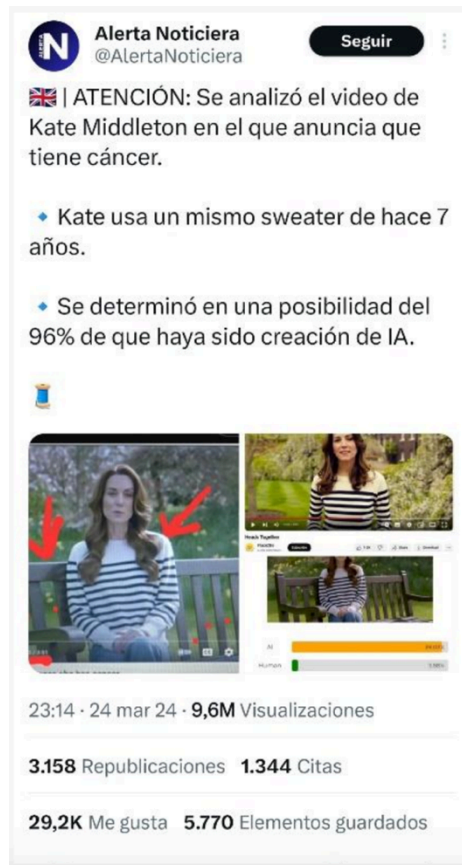 Alerta Noticiera
@AlertaNoticiera
Seguir
🇬🇧 | ATENCIÓN: Se analizó el video de
Kate Middleton en el que anuncia que
tiene cáncer.
🔹 Kate usa un mismo sweater de hace 7
años.
🔹 Se determinó en una posibilidad del
96% de que haya sido creación de IA.
🧵
AI
Human
23:14 · 24 mar 24 · 9,6M Visualizaciones
3.158 Republicaciones 1.344 Citas
29,2K Me gusta 5.770 Elementos guardados